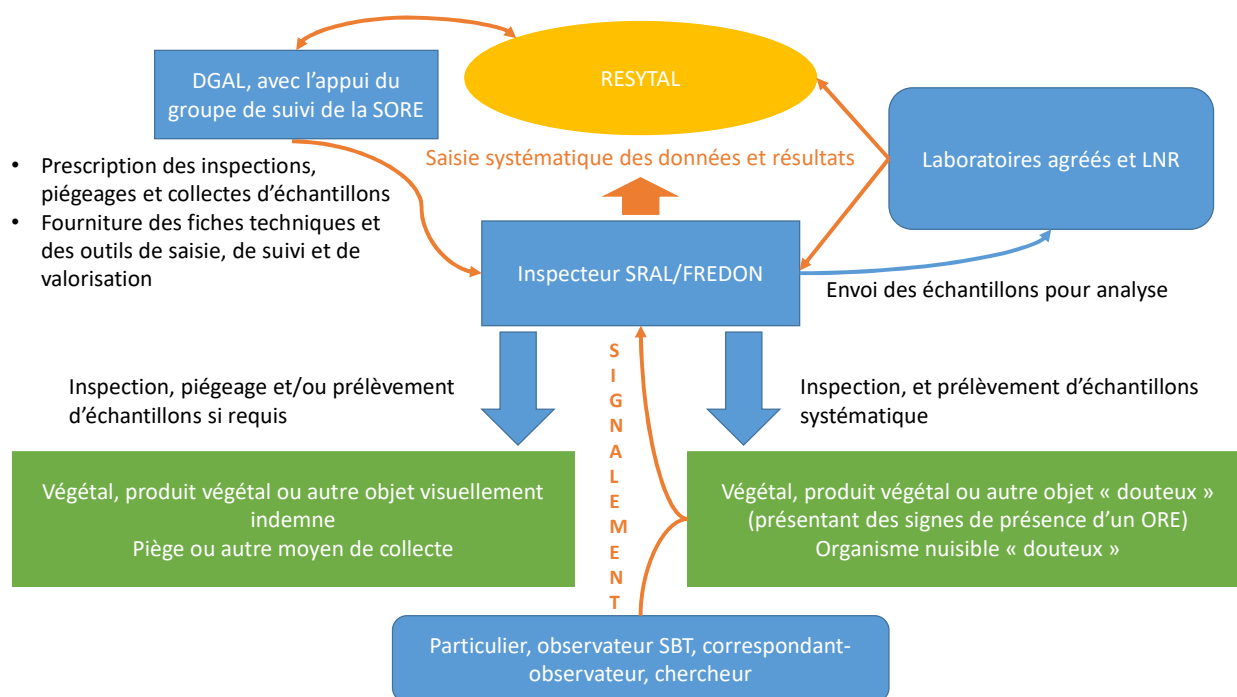 DGAL, avec l’appui du
groupe de suivi de la SORE
RESYTAL
• Prescription des inspections,
piégeages et collectes d’échantillons
• Fourniture des fiches techniques et
des outils de saisie, de suivi et de
valorisation
Saisie systématique des données et résultats
Laboratoires agréés et LNR
Inspecteur SRAL/FREDON
Envoi des échantillons pour analyse
Inspection, piégeage et/ou prélèvement
d’échantillons si requis
SIGNALEMENT
Inspection, et prélèvement d’échantillons
systématique
Végétal, produit végétal ou autre objet visuellement
indemne
Piège ou autre moyen de collecte
Végétal, produit végétal ou autre objet « douteux »
(présentant des signes de présence d’un ORE)
Organisme nuisible « douteux »
Particulier, observateur SBT, correspondant-
observateur, chercheur